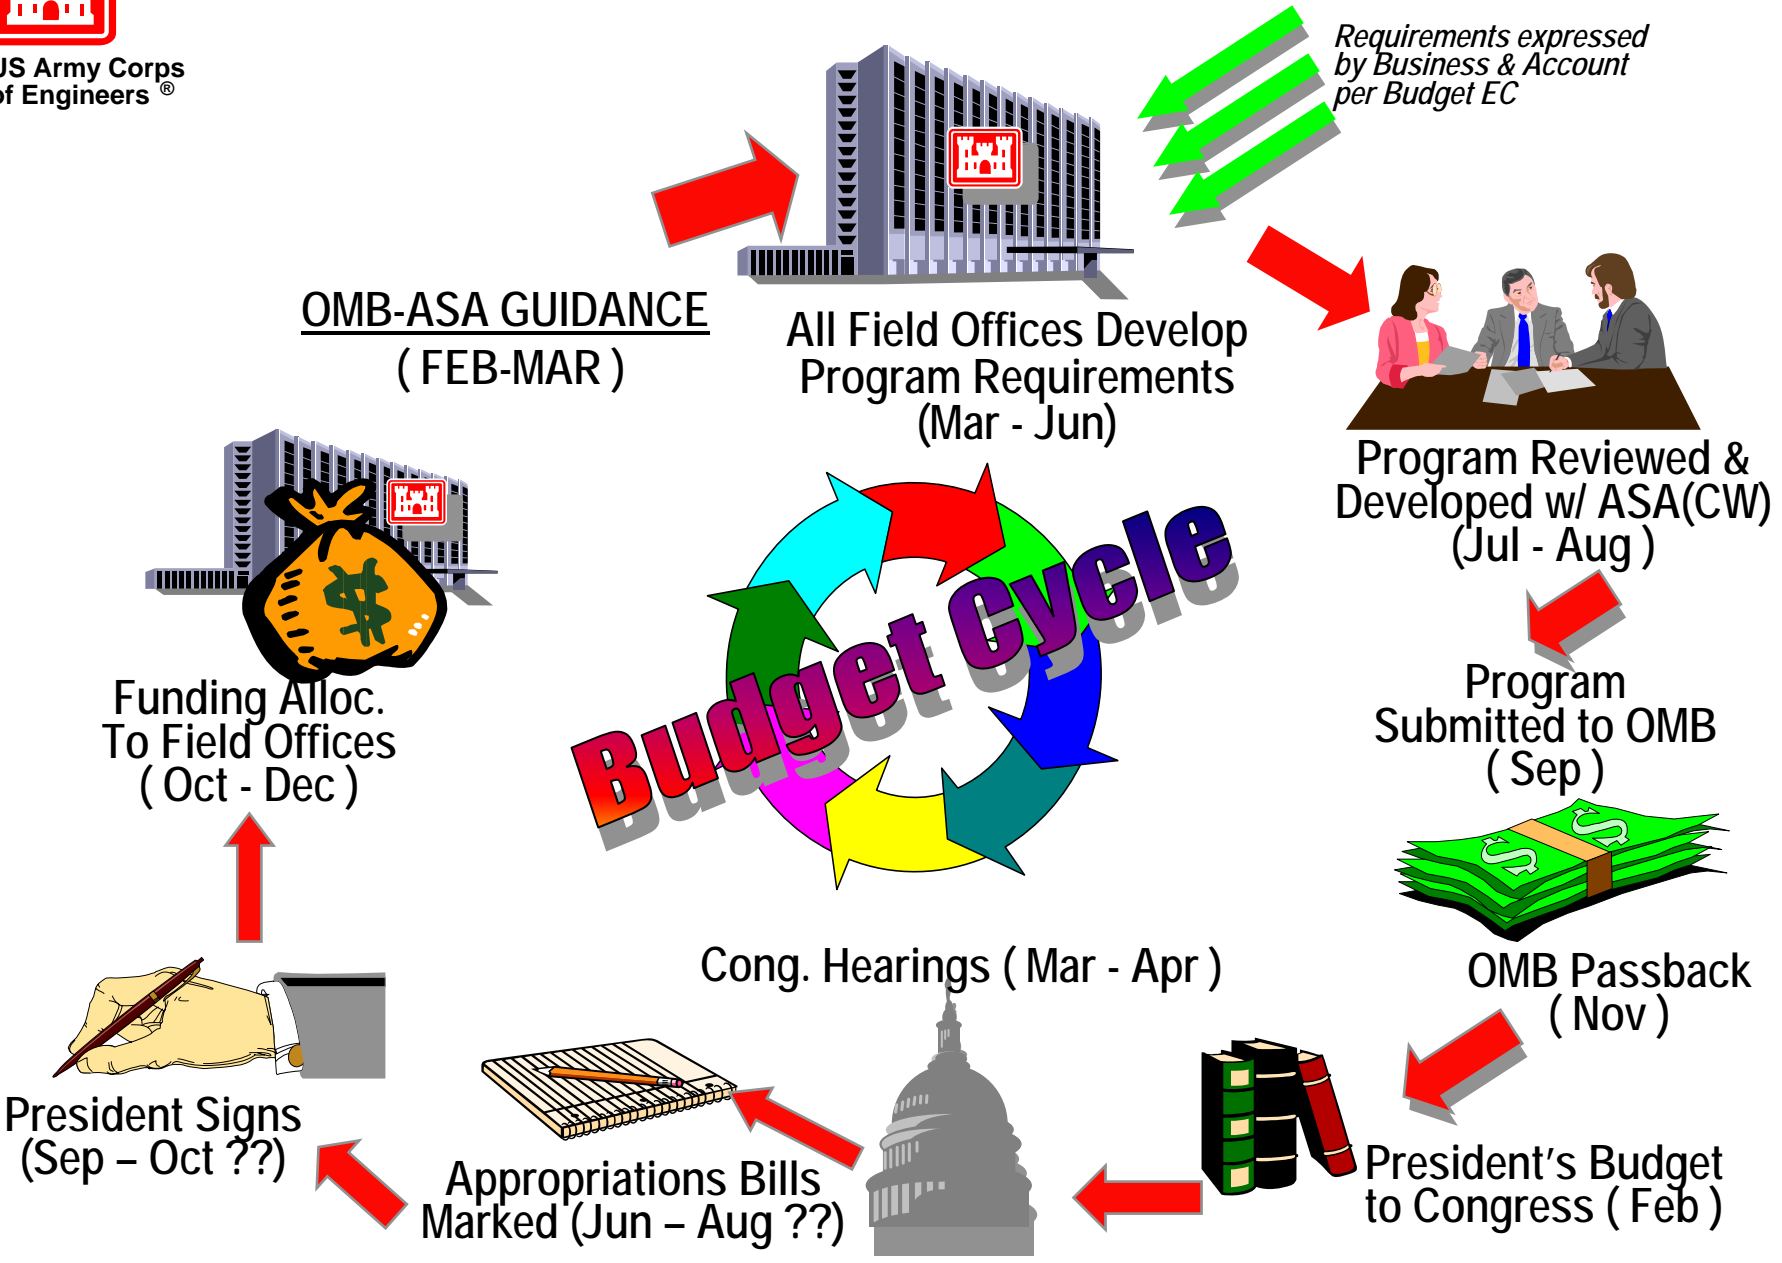 US Army Corps
of Engineers ®
Requirements expressed
by Business & Account
per Budget EC
OMB-ASA GUIDANCE
( FEB-MAR )
All Field Offices Develop
Program Requirements
(Mar - Jun)
Program Reviewed &
Developed w/ ASA(CW)
(Jul - Aug )
Program
Submitted to OMB
( Sep )
OMB Passback
( Nov )
President’s Budget
to Congress ( Feb )
Cong. Hearings ( Mar - Apr )
Appropriations Bills
Marked (Jun – Aug ??)
President Signs
(Sep – Oct ??)
Funding Alloc.
To Field Offices
( Oct - Dec )
Budget Cycle
$
$ $